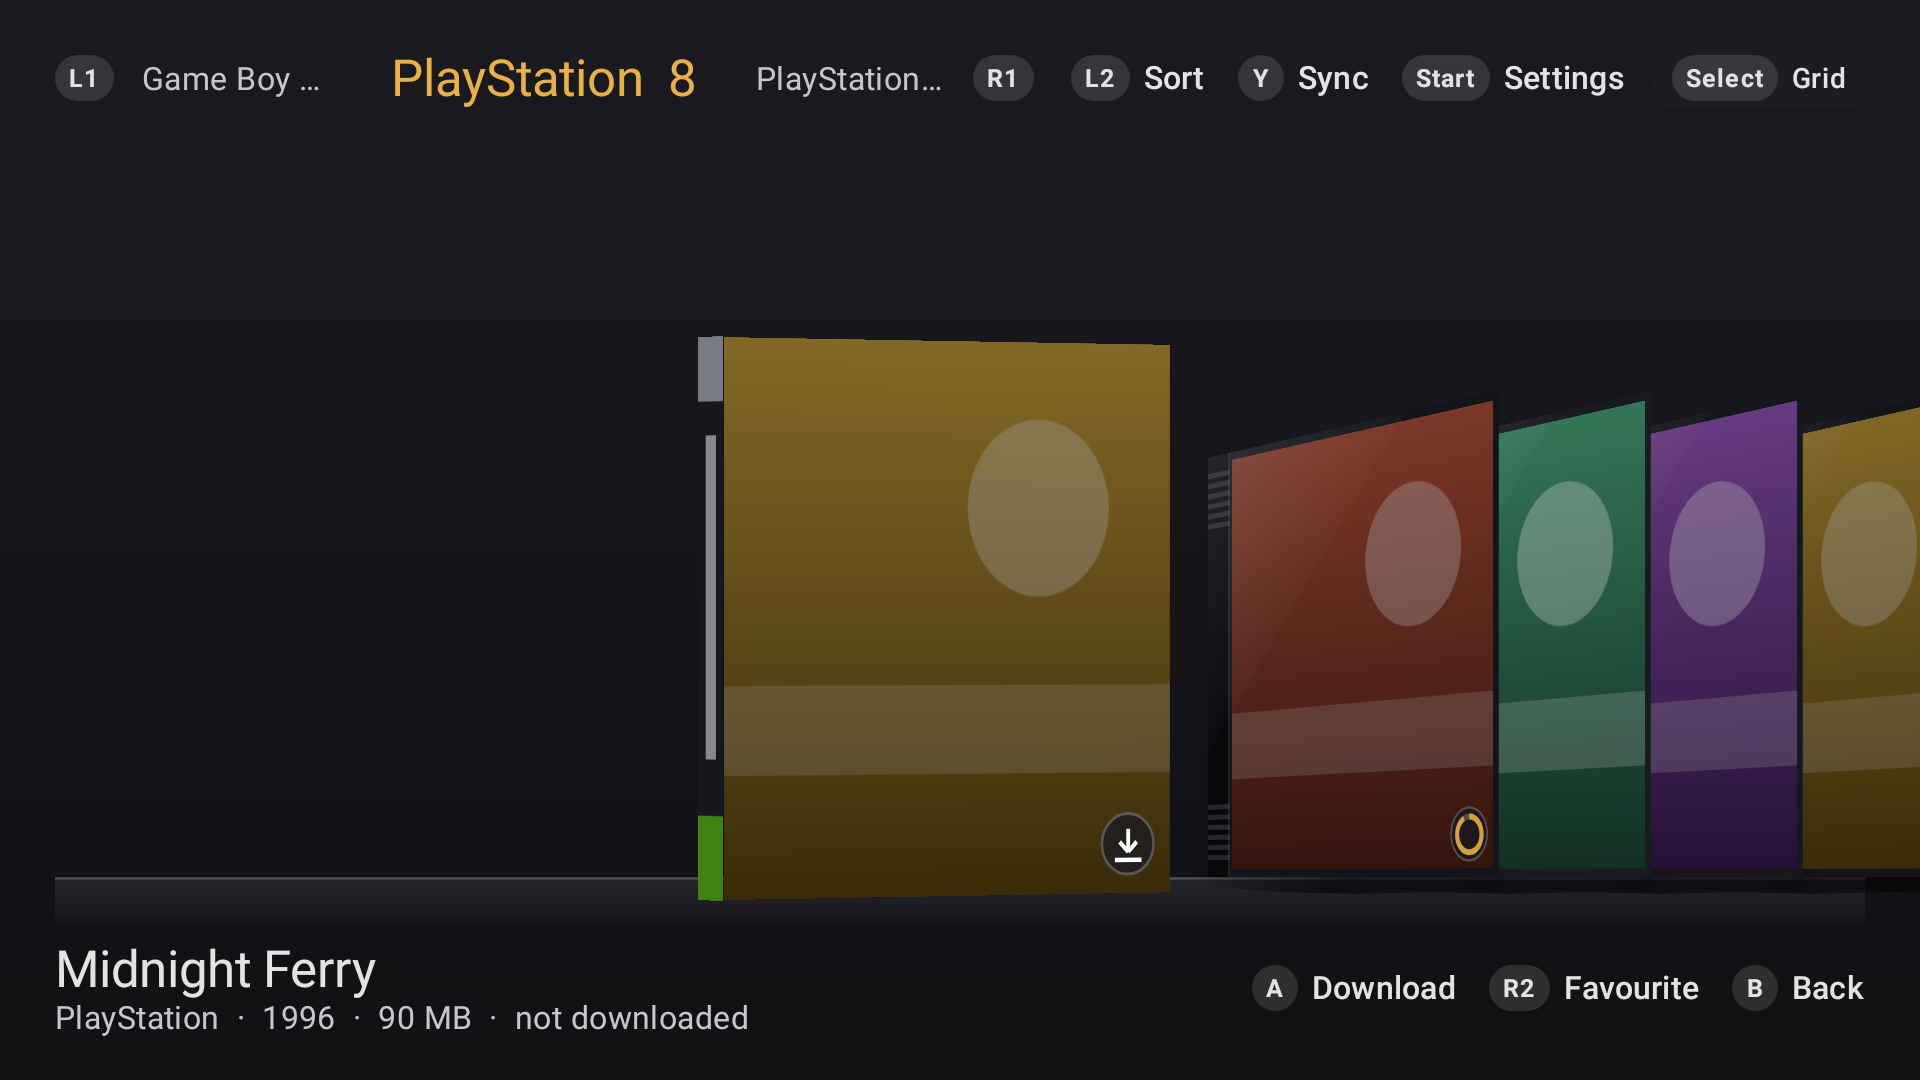 L1 Game Boy ... PlayStation 8 PlayStation... R1 L2 Sort Y Sync Start Settings Select Grid
Midnight Ferry
PlayStation · 1996 · 90 MB · not downloaded
A Download R2 Favourite B Back